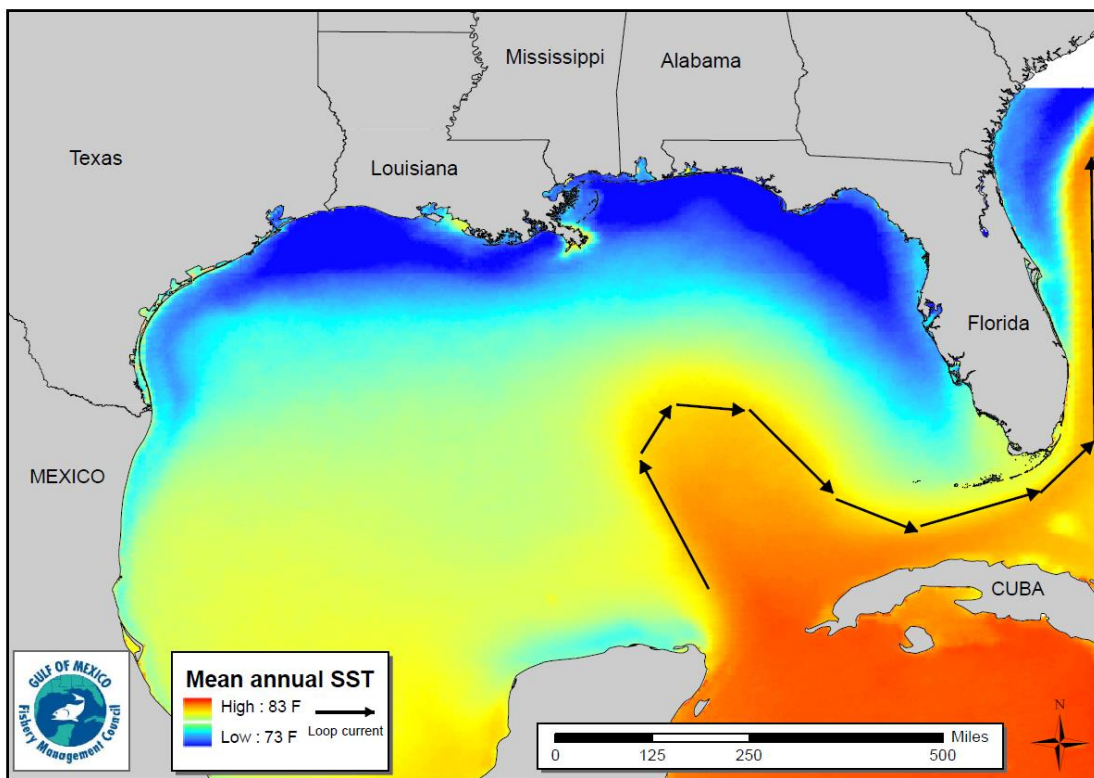 Mississippi
Alabama
Texas
Louisiana
Florida
MEXICO
CUBA
GULF OF MEXICO
Fishery Management Council
Mean annual SST
High : 83 F
Low : 73 F
Loop current
Miles
0 125 250 500
N